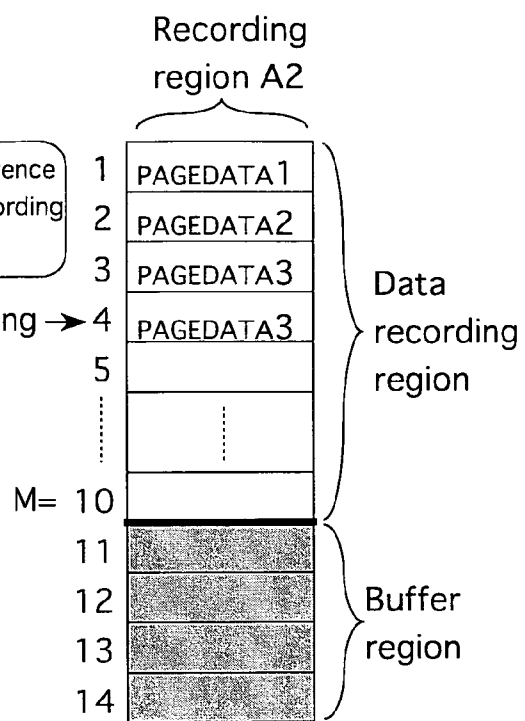 Recording
region A2
1 PAGEDATA1
2 PAGEDATA2
3 PAGEDATA3
4 PAGEDATA3
5
M= 10
11
12
13
14
Data
recording
region
Buffer
region